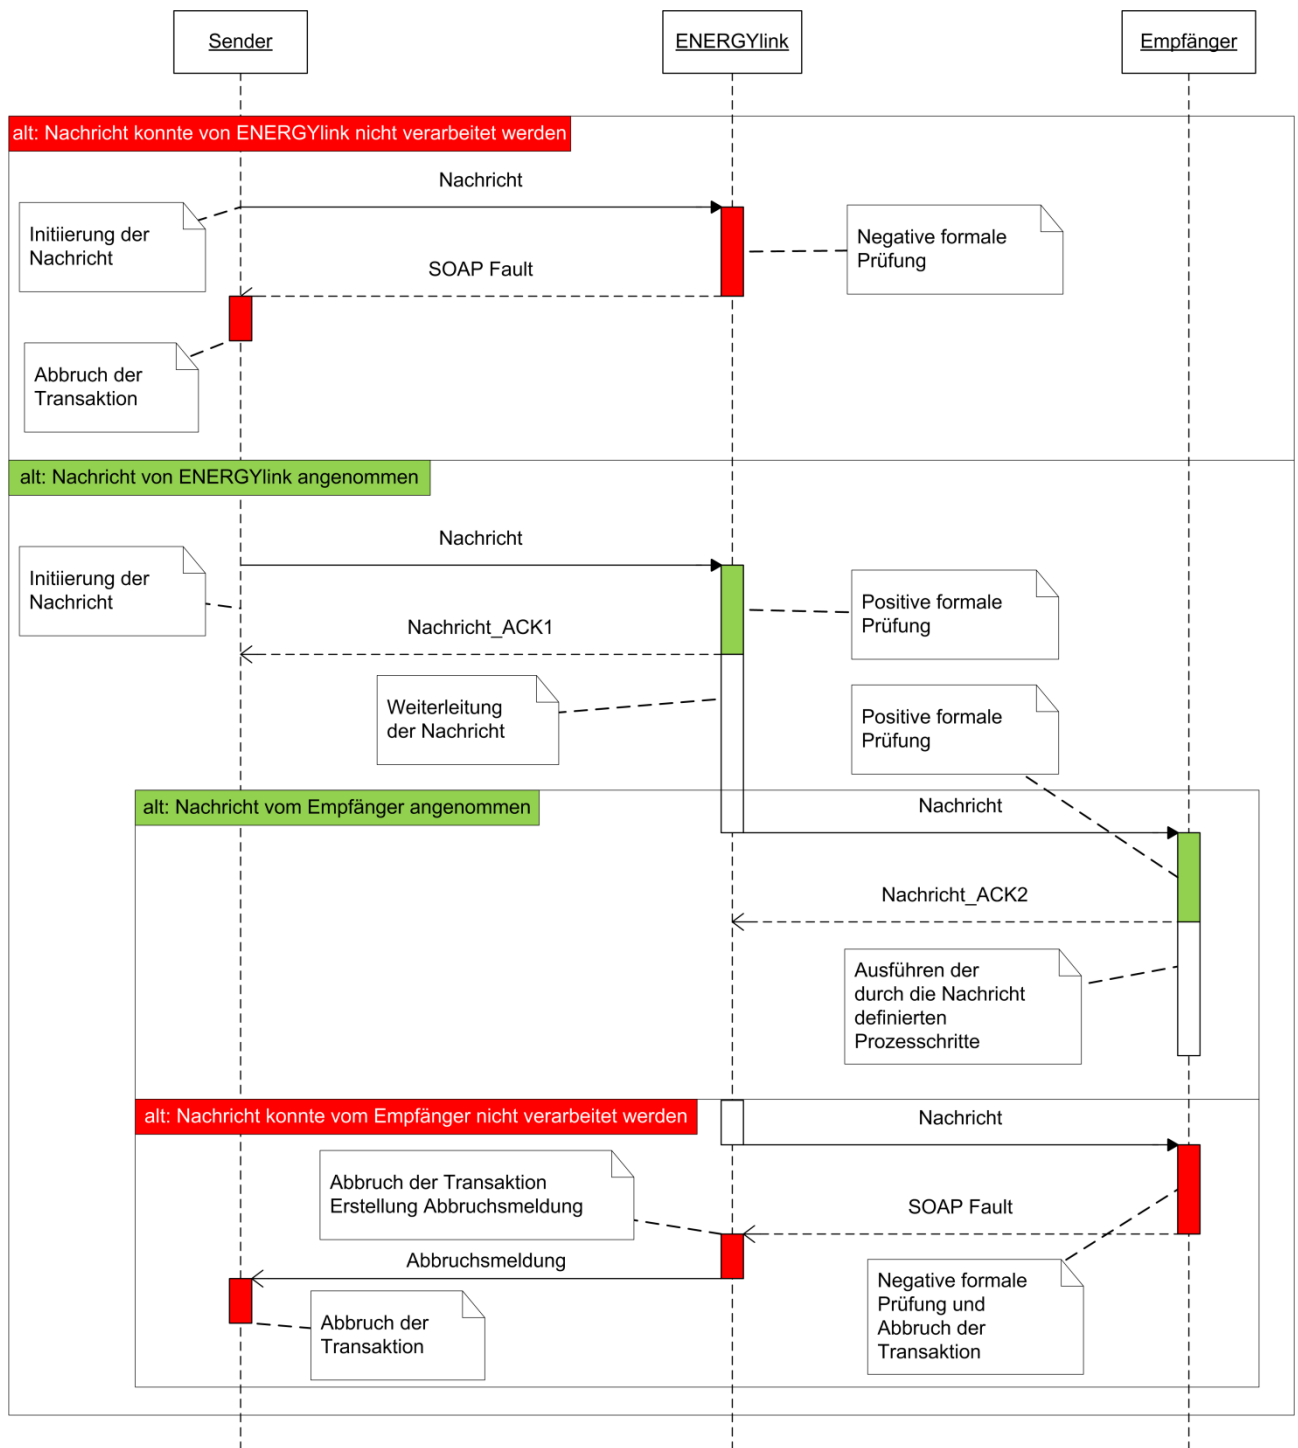 Sender
ENERGYlink
Empfänger
alt: Nachricht konnte von ENERGYlink nicht verarbeitet werden
Nachricht
Initiierung der
Nachricht
Negative formale
Prüfung
SOAP Fault
Abbruch der
Transaktion
alt: Nachricht von ENERGYlink angenommen
Nachricht
Initiierung der
Nachricht
Positive formale
Prüfung
Nachricht_ACK1
Weiterleitung
der Nachricht
Positive formale
Prüfung
alt: Nachricht vom Empfänger angenommen
Nachricht
Nachricht_ACK2
Ausführen der
durch die Nachricht
definierten
Prozesschritte
alt: Nachricht konnte vom Empfänger nicht verarbeitet werden
Nachricht
Abbruch der Transaktion
Erstellung Abbruchsmeldung
SOAP Fault
Abbruchsmeldung
Negative formale
Prüfung und
Abbruch der
Transaktion
Abbruch der
Transaktion